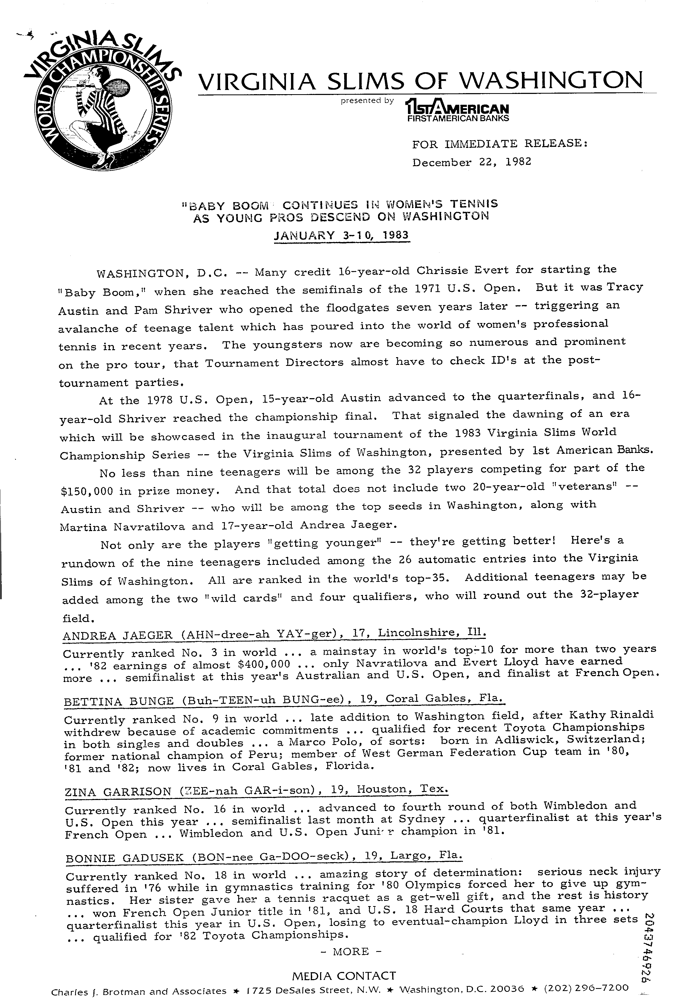 VIRGINIA SLIMS
WORLD CHAMPIONSHIP SERIES
VIRGINIA SLIMS OF WASHINGTON
presented by 1ST AMERICAN
FIRST AMERICAN BANKS
FOR IMMEDIATE RELEASE:
December 22, 1982
"BABY BOOM CONTINUES IN WOMEN'S TENNIS
AS YOUNG PROS DESCEND ON WASHINGTON
JANUARY 3-10, 1983
WASHINGTON, D.C. -- Many credit 16-year-old Chrissie Evert for starting the
"Baby Boom," when she reached the semifinals of the 1971 U.S. Open. But it was Tracy
Austin and Pam Shriver who opened the floodgates seven years later -- triggering an
avalanche of teenage talent which has poured into the world of women's professional
tennis in recent years. The youngsters now are becoming so numerous and prominent
on the pro tour, that Tournament Directors almost have to check ID's at the post-
tournament parties.
At the 1978 U.S. Open, 15-year-old Austin advanced to the quarterfinals, and 16-
year-old Shriver reached the championship final. That signaled the dawning of an era
which will be showcased in the inaugural tournament of the 1983 Virginia Slims World
Championship Series -- the Virginia Slims of Washington, presented by 1st American Banks.
No less than nine teenagers will be among the 32 players competing for part of the
$150,000 in prize money. And that total does not include two 20-year-old "veterans" --
Austin and Shriver -- who will be among the top seeds in Washington, along with
Martina Navratilova and 17-year-old Andrea Jaeger.
Not only are the players "getting younger" -- they're getting better! Here's a
rundown of the nine teenagers included among the 26 automatic entries into the Virginia
Slims of Washington. All are ranked in the world's top-35. Additional teenagers may be
added among the two "wild cards" and four qualifiers, who will round out the 32-player
field.
ANDREA JAEGER (AHN-dree-ah YAY-ger), 17, Lincolnshire, Ill.
Currently ranked No. 3 in world ... a mainstay in world's top-10 for more than two years
... '82 earnings of almost $400,000 ... only Navratilova and Evert Lloyd have earned
more ... semifinalist at this year's Australian and U.S. Open, and finalist at French Open.
BETTINA BUNGE (Buh-TEEN-uh BUNG-ee), 19, Coral Gables, Fla.
Currently ranked No. 9 in world ... late addition to Washington field, after Kathy Rinaldi
withdrew because of academic commitments ... qualified for recent Toyota Championships
in both singles and doubles ... a Marco Polo, of sorts: born in Adliswick, Switzerland;
former national champion of Peru; member of West German Federation Cup team in '80,
'81 and '82; now lives in Coral Gables, Florida.
ZINA GARRISON (ZEE-nah GAR-i-son), 19, Houston, Tex.
Currently ranked No. 16 in world ... advanced to fourth round of both Wimbledon and
U.S. Open this year ... semifinalist last month at Sydney ... quarterfinalist at this year's
French Open ... Wimbledon and U.S. Open Juni r champion in '81.
BONNIE GADUSEK (BON-nee Ga-DOO-seck), 19, Largo, Fla.
Currently ranked No. 18 in world ... amazing story of determination: serious neck injury
suffered in '76 while in gymnastics training for '80 Olympics forced her to give up gym-
nastics. Her sister gave her a tennis racquet as a get-well gift, and the rest is history
... won French Open Junior title in '81, and U.S. 18 Hard Courts that same year ...
quarterfinalist this year in U.S. Open, losing to eventual-champion Lloyd in three sets
... qualified for '82 Toyota Championships.
- MORE -
MEDIA CONTACT
Charles J. Brotman and Associates ★ 1725 DeSales Street, N.W. ★ Washington, D.C. 20036 ★ (202) 296-7200
2043746926